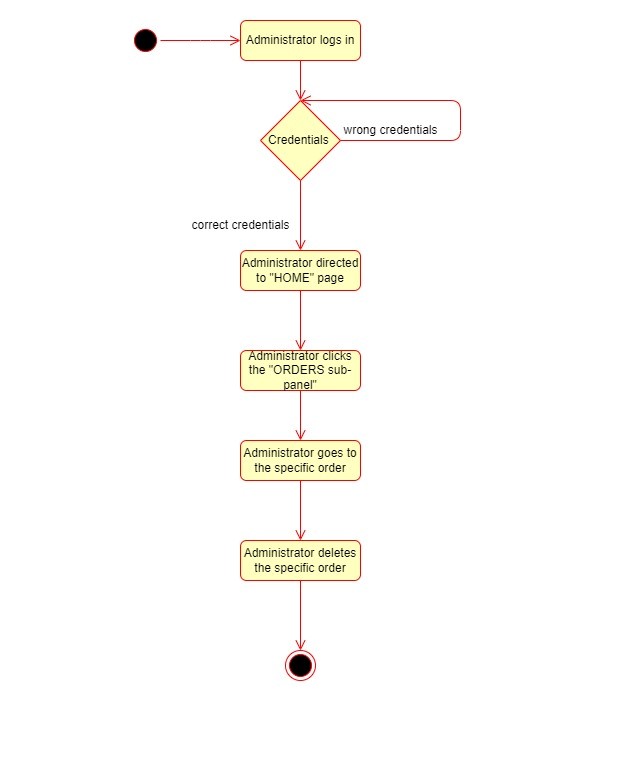 Administrator logs in
Credentials
wrong credentials
correct credentials
Administrator directed
to "HOME" page
Administrator clicks
the "ORDERS sub-
panel"
Administrator goes to
the specific order
Administrator deletes
the specific order